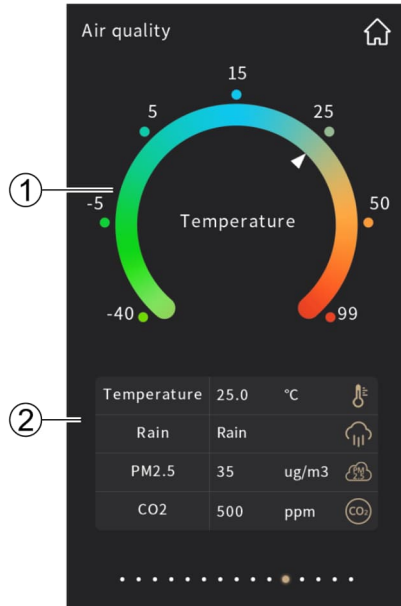 Air quality
15
5
25
1
-5
50
Temperature
-40
99
2
Temperature 25.0 °C
Rain Rain
PM2.5 35 ug/m3 PM 2.5
CO2 500 ppm CO₂